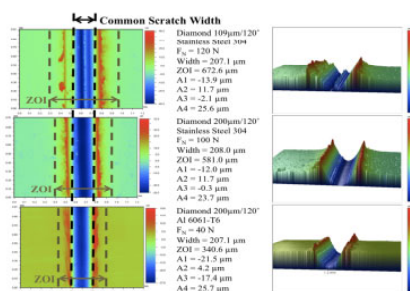 Common Scratch Width
Diamond 109μm/120°
Stainless Steel 304
F_N = 120 N
Width = 207.1 μm
ZOI = 672.6 μm
A1 = -13.9 μm
A2 = 11.7 μm
A3 = -2.1 μm
A4 = 25.6 μm
ZOI
Diamond 200μm/120°
Stainless Steel 304
F_N = 100 N
Width = 208.0 μm
ZOI = 581.0 μm
A1 = -12.0 μm
A2 = 11.7 μm
A3 = -0.3 μm
A4 = 23.7 μm
ZOI
Diamond 200μm/120°
Al 6061-T6
F_N = 40 N
Width = 207.1 μm
ZOI = 340.6 μm
A1 = -21.5 μm
A2 = 4.2 μm
A3 = -17.4 μm
A4 = 25.7 μm
ZOI